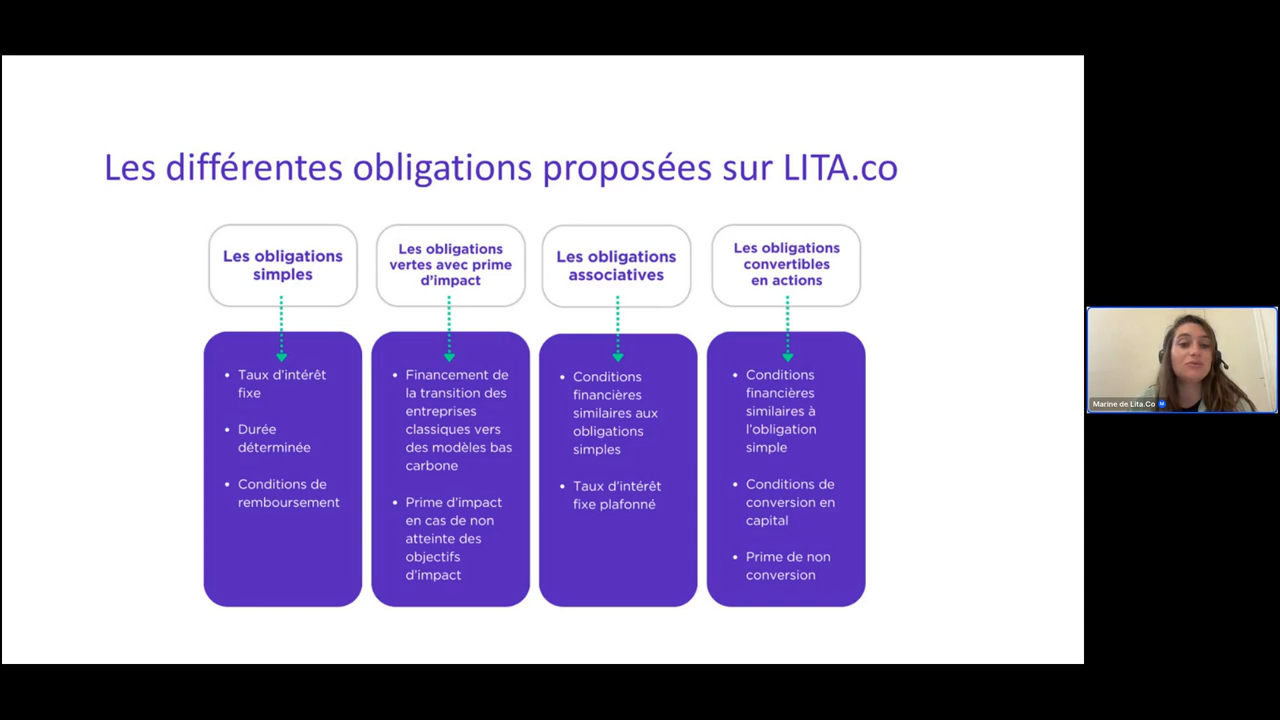 Les différentes obligations proposées sur LITA.co
Les obligations
simples
Les obligations
vertes avec prime
d'impact
Les obligations
associatives
Les obligations
convertibles
en actions
• Taux d'intérêt
fixe
• Durée
déterminée
• Conditions de
remboursement
• Financement de
la transition des
entreprises
classiques vers
des modèles bas
carbone
• Prime d'impact
en cas de non
atteinte des
objectifs
d'impact
• Conditions
financières
similaires aux
obligations
simples
• Taux d'intérêt
fixe plafonné
• Conditions
financières
similaires à
l'obligation
simple
• Conditions de
conversion en
capital
• Prime de non
conversion
Marine de Lita.Co